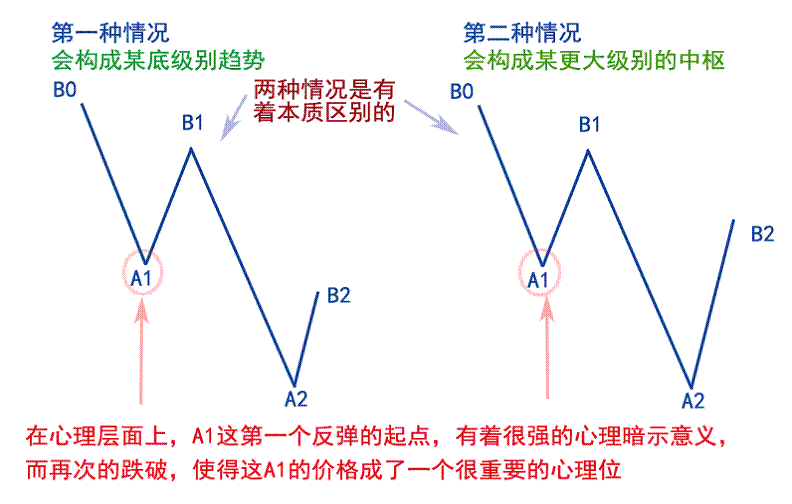 第一种情况
会构成某底级别趋势
第二种情况
会构成某更大级别的中枢
两种情况是有
着本质区别的
B0
B1
A1
B2
A2
B0
B1
A1
B2
A2
在心理层面上，A1这第一个反弹的起点，有着很强的心理暗示意义，
而再次的跌破，使得这A1的价格成了一个很重要的心理位